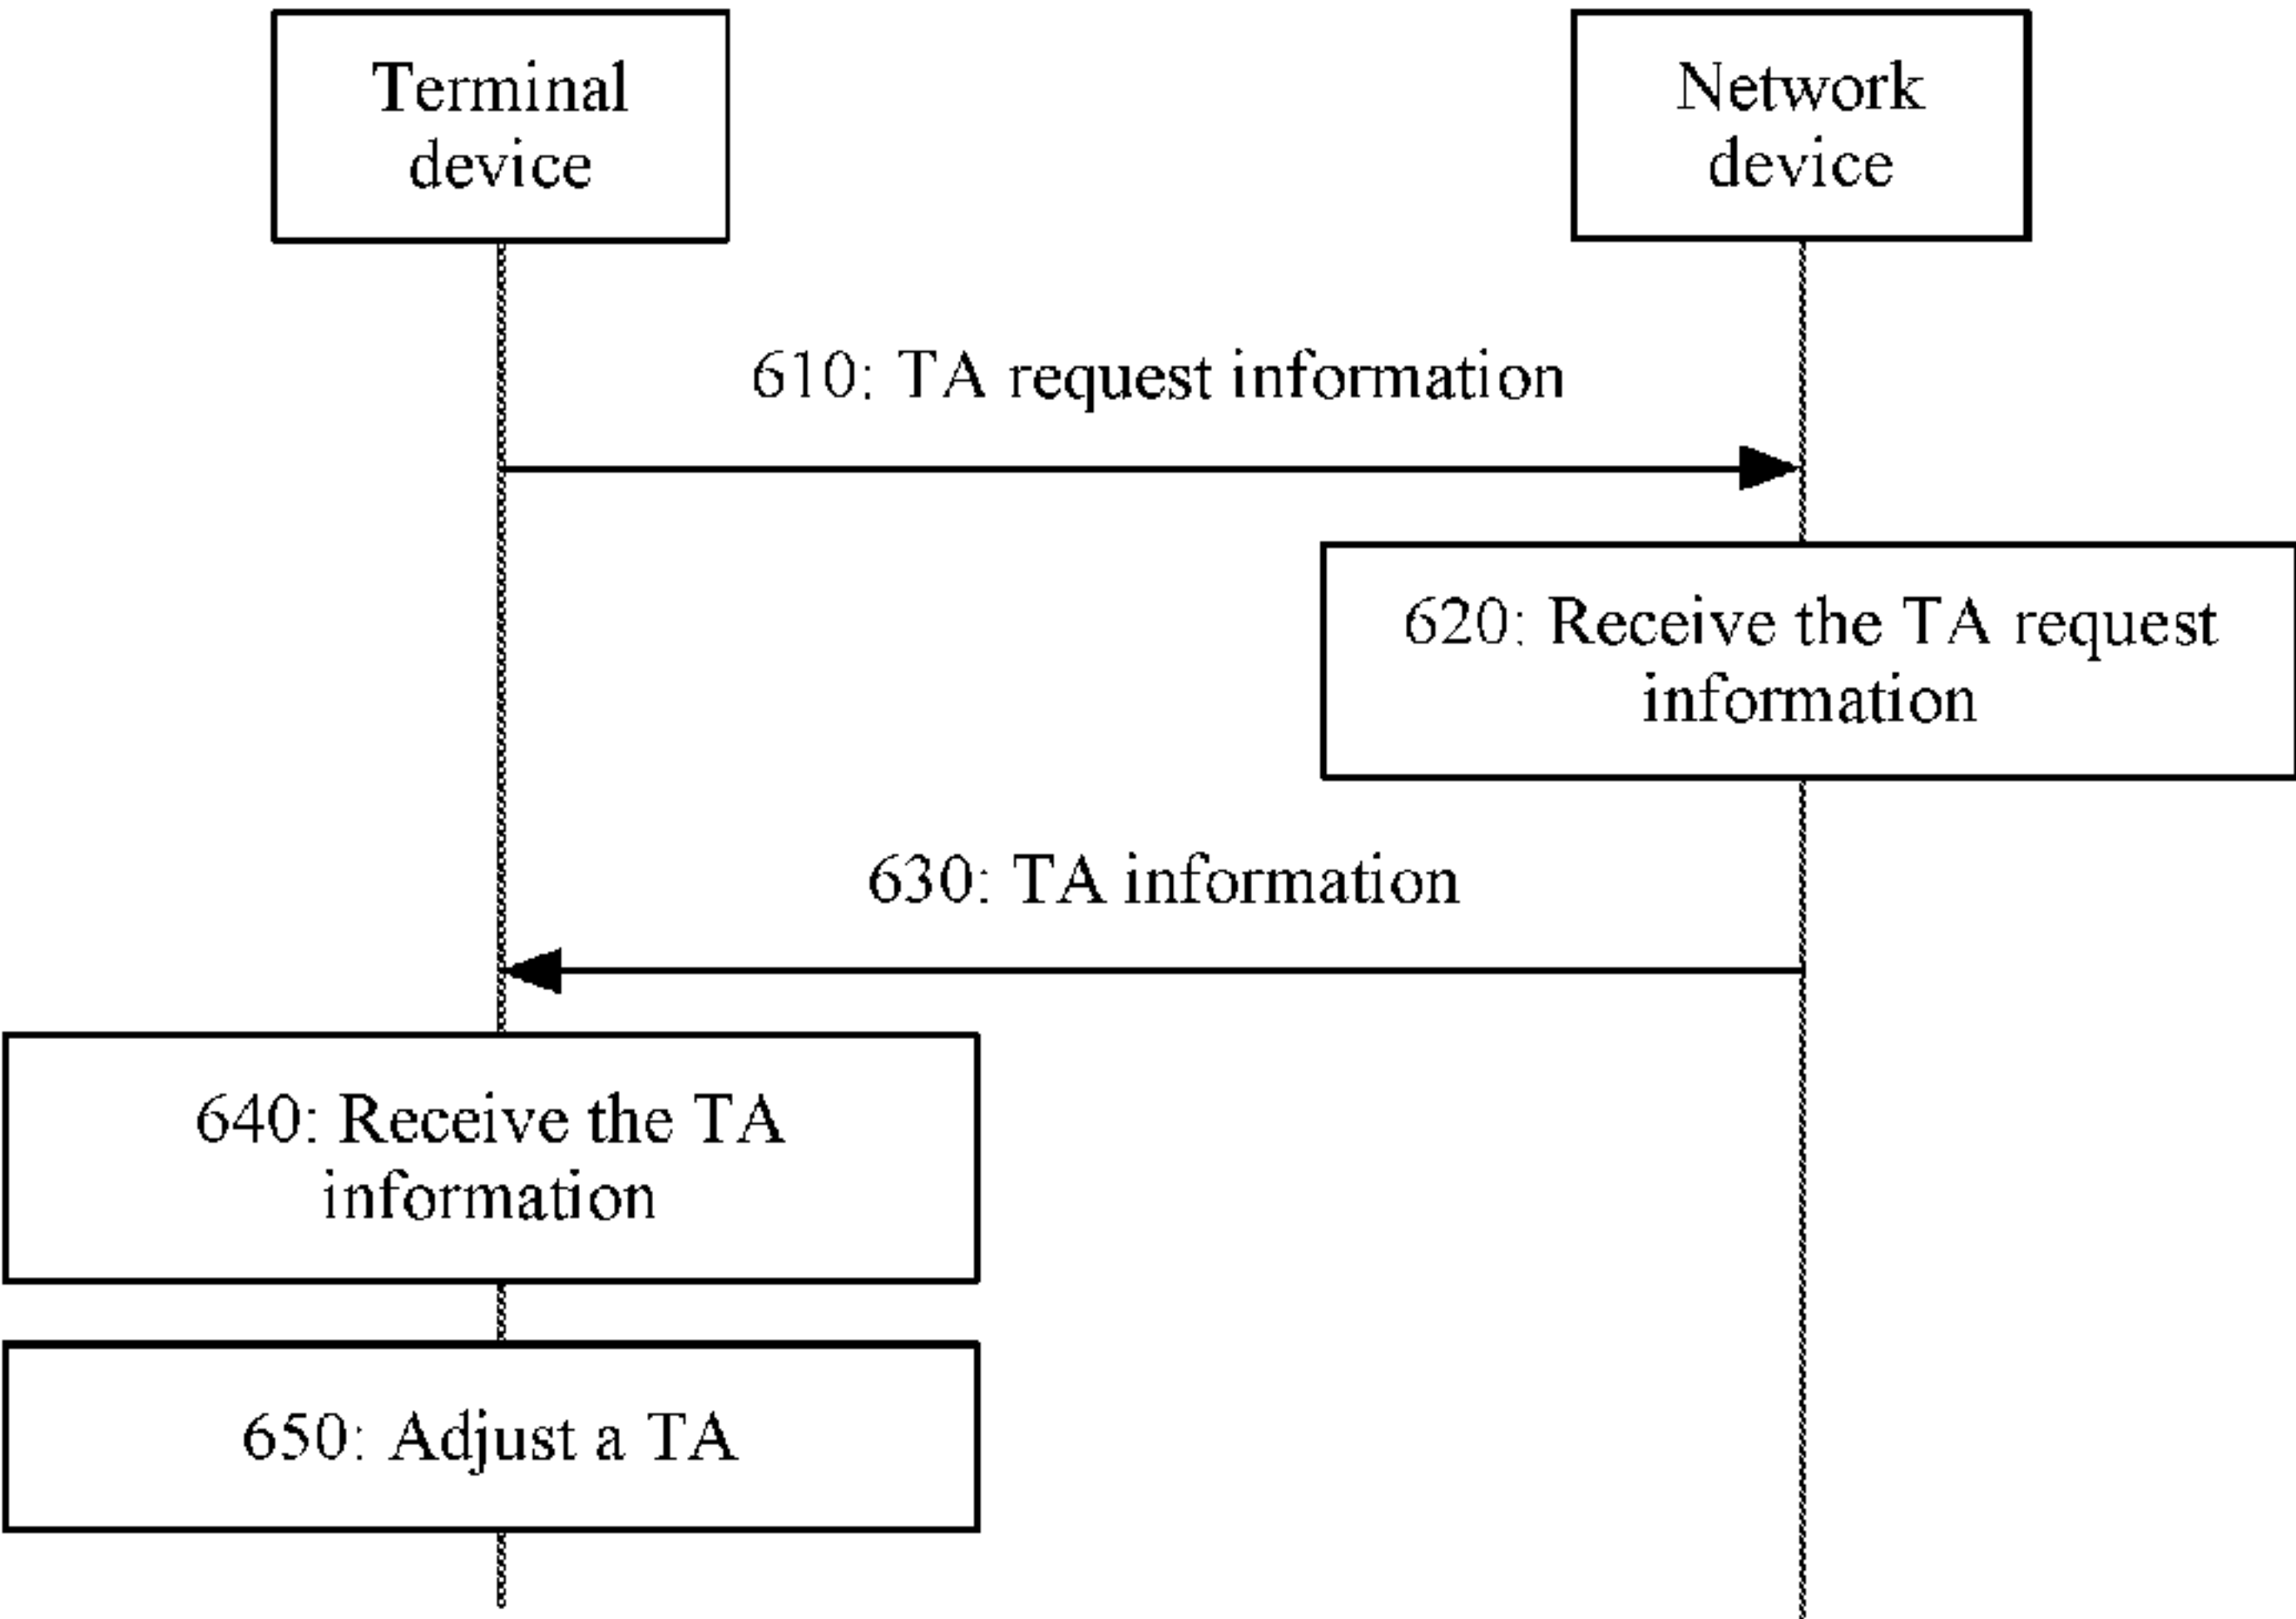 Terminal
device
Network
device
610: TA request information
620: Receive the TA request
information
630: TA information
640: Receive the TA
information
650: Adjust a TA